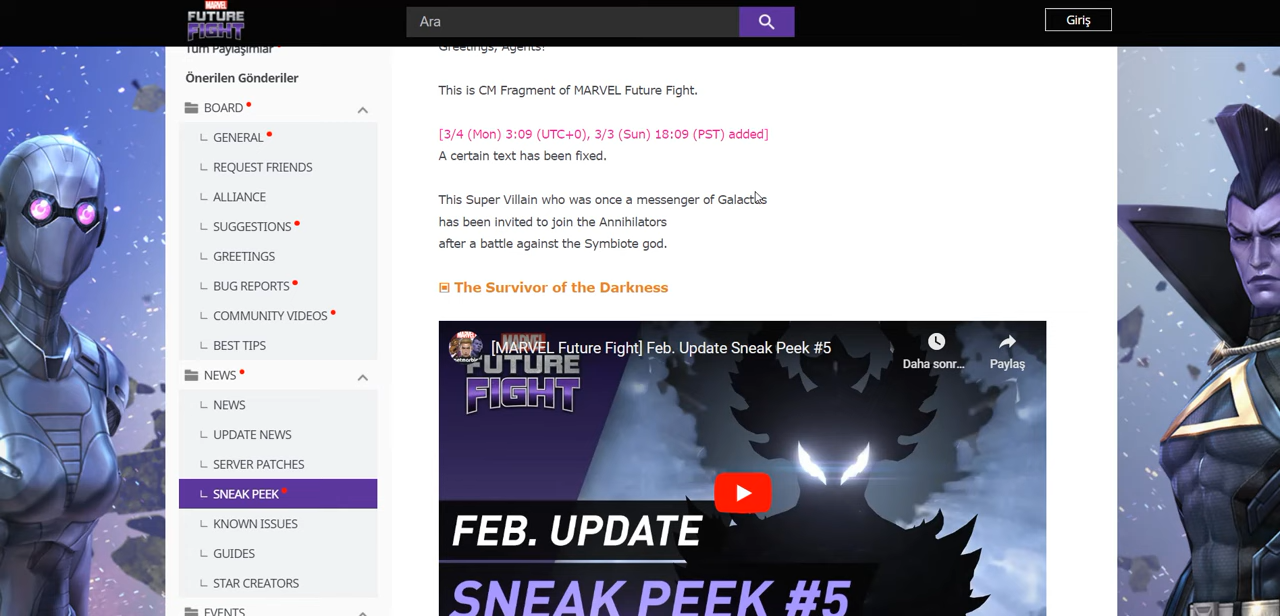 MARVEL
FUTURE
FIGHT
Ara
Giriş
Tüm Paylaşımlar
Önerilen Gönderiler
BOARD
GENERAL
REQUEST FRIENDS
ALLIANCE
SUGGESTIONS
GREETINGS
BUG REPORTS
COMMUNITY VIDEOS
BEST TIPS
NEWS
NEWS
UPDATE NEWS
SERVER PATCHES
SNEAK PEEK
KNOWN ISSUES
GUIDES
STAR CREATORS
EVENTS
Greetings, Agents!
This is CM Fragment of MARVEL Future Fight.
[3/4 (Mon) 3:09 (UTC+0), 3/3 (Sun) 18:09 (PST) added]
A certain text has been fixed.
This Super Villain who was once a messenger of Galactus
has been invited to join the Annihilators
after a battle against the Symbiote god.
The Survivor of the Darkness
[MARVEL Future Fight] Feb. Update Sneak Peek #5
Daha sonr...
Paylaş
MARVEL
FUTURE
FIGHT
FEB. UPDATE
SNEAK PEEK #5